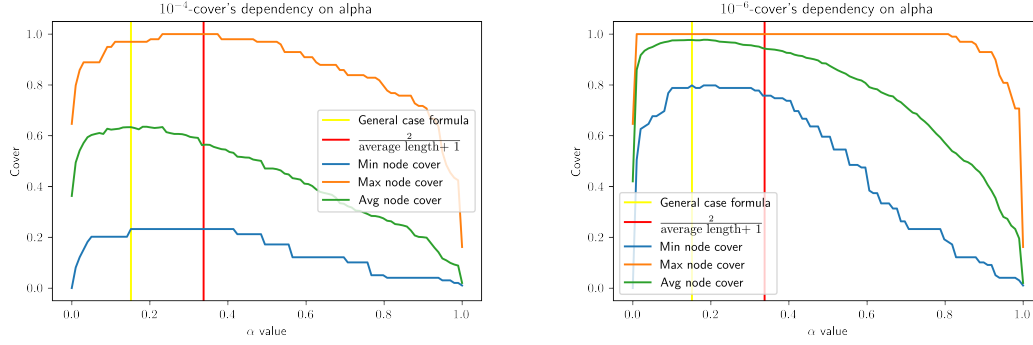 10⁻⁴-cover's dependency on alpha
Cover
1.0
0.8
0.6
0.4
0.2
0.0
General case formula
2
average length+ 1
Min node cover
Max node cover
Avg node cover
0.0 0.2 0.4 0.6 0.8 1.0
α value
10⁻⁶-cover's dependency on alpha
Cover
1.0
0.8
0.6
0.4
0.2
0.0
General case formula
2
average length+ 1
Min node cover
Max node cover
Avg node cover
0.0 0.2 0.4 0.6 0.8 1.0
α value